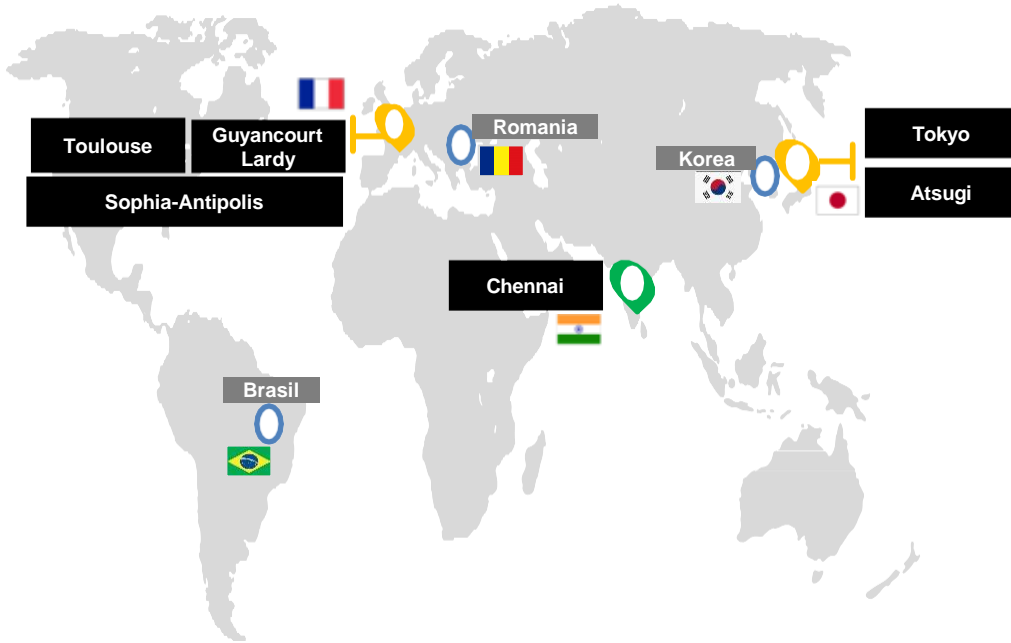 Toulouse
Guyancourt
Lardy
Sophia-Antipolis
Romania
Korea
Tokyo
Atsugi
Chennai
Brasil